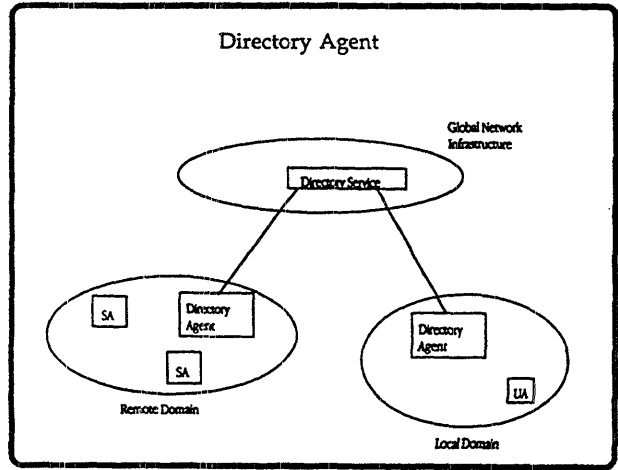 Directory Agent
Global Network
Infrastructure
Directory Service
SA
Directory
Agent
SA
Remote Domain
Directory
Agent
UA
Local Domain